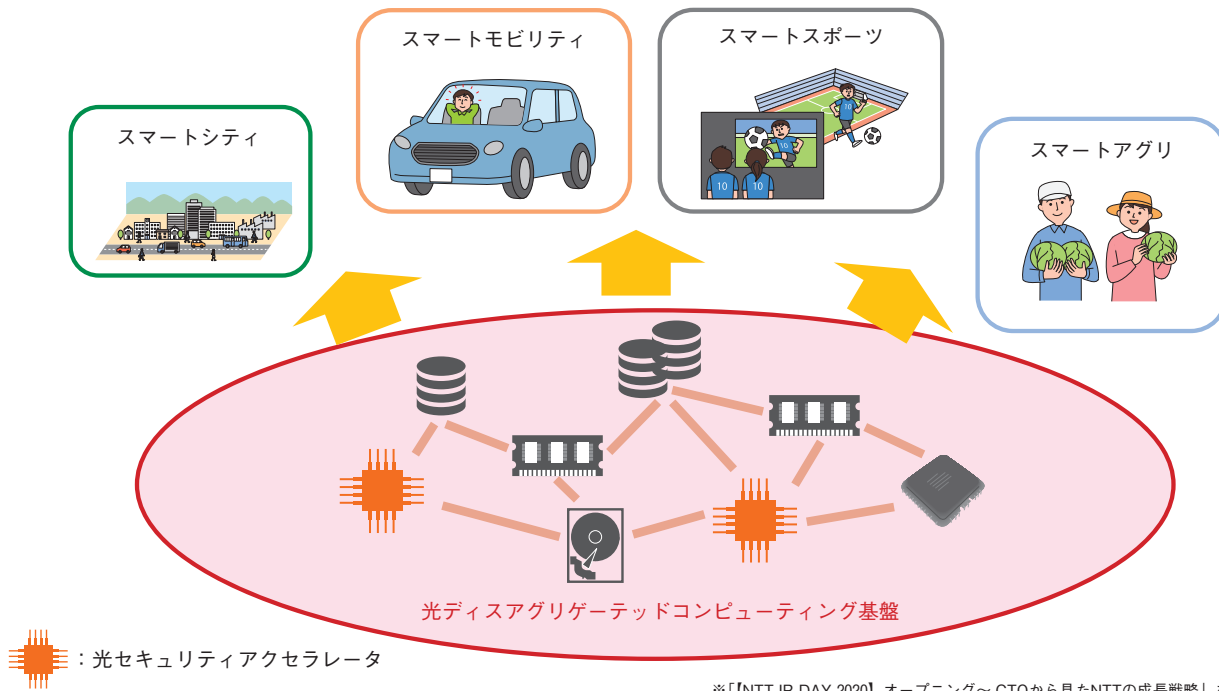 スマートモビリティ
スマートスポーツ
スマートシティ
スマートアグリ
10
10
10
10
光ディスアグリゲーテッドコンピューティング基盤
：光セキュリティアクセラレータ
※「【NTT IR DAY 2020】オープニング〜 CTOから見たNTTの成長戦略」